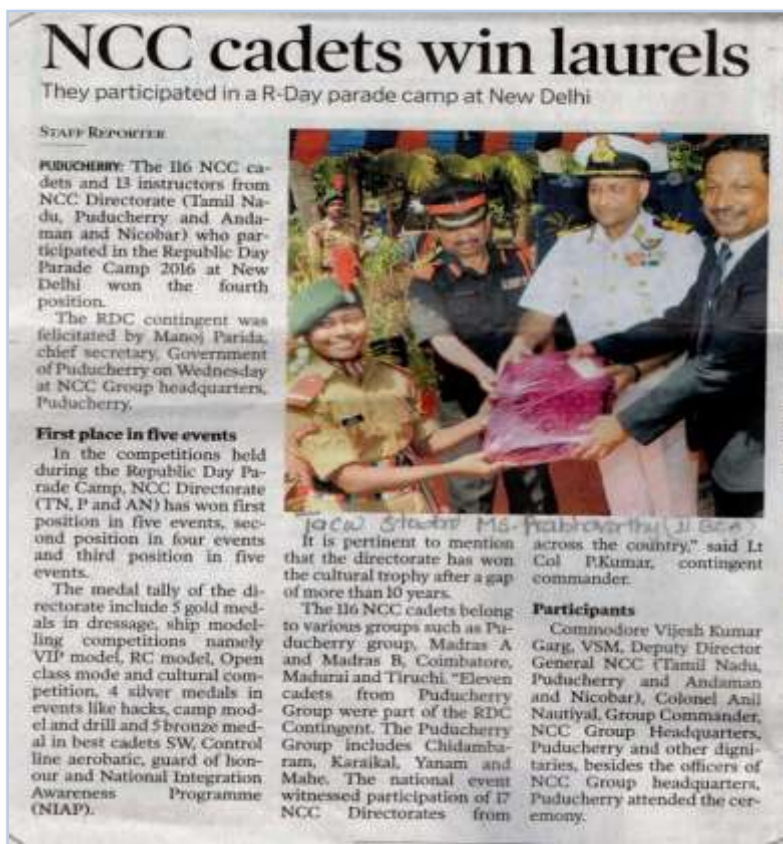 NCC cadets win laurels
They participated in a R-Day parade camp at New Delhi
STAFF REPORTER
PUDUCHERRY: The 116 NCC ca-
dets and 13 instructors from
NCC Directorate (Tamil Na-
du, Puducherry and Anda-
man and Nicobar) who par-
ticipated in the Republic Day
Parade Camp 2016 at New
Delhi won the fourth
position.
The RDC contingent was
felicitated by Manoj Parida,
chief secretary, Government
of Puducherry on Wednesday
at NCC Group headquarters,
Puducherry.
First place in five events
In the competitions held
during the Republic Day Pa-
rade Camp, NCC Directorate
(TN, P and AN) has won first
position in five events, sec-
ond position in four events
and third position in five
events.
The medal tally of the di-
rectorate include 5 gold med-
als in dressage, ship model-
ling competitions namely
VIP model, RC model, Open
class mode and cultural com-
petition, 4 silver medals in
events like hacks, camp mod-
el and drill and 5 bronze med-
al in best cadets SW, Control
line aerobatic, guard of hon-
our and National Integration
Awareness Programme
(NIAP).
Ms. Prabhavarthy (II BCA)
It is pertinent to mention
that the directorate has won
the cultural trophy after a gap
of more than 10 years.
The 116 NCC cadets belong
to various groups such as Pu-
ducherry group, Madras A
and Madras B, Coimbatore,
Madurai and Tiruchi. "Eleven
cadets from Puducherry
Group were part of the RDC
Contingent. The Puducherry
Group includes Chidamba-
ram, Karaikal, Yanam and
Mahe. The national event
witnessed participation of 17
NCC Directorates from
across the country," said Lt
Col P.Kumar, contingent
commander.
Participants
Commodore Vijesh Kumar
Garg, VSM, Deputy Director
General NCC (Tamil Nadu,
Puducherry and Andaman
and Nicobar), Colonel Anil
Nautiyal, Group Commander,
NCC Group Headquarters,
Puducherry and other digni-
taries, besides the officers of
NCC Group headquarters,
Puducherry attended the cer-
emony.